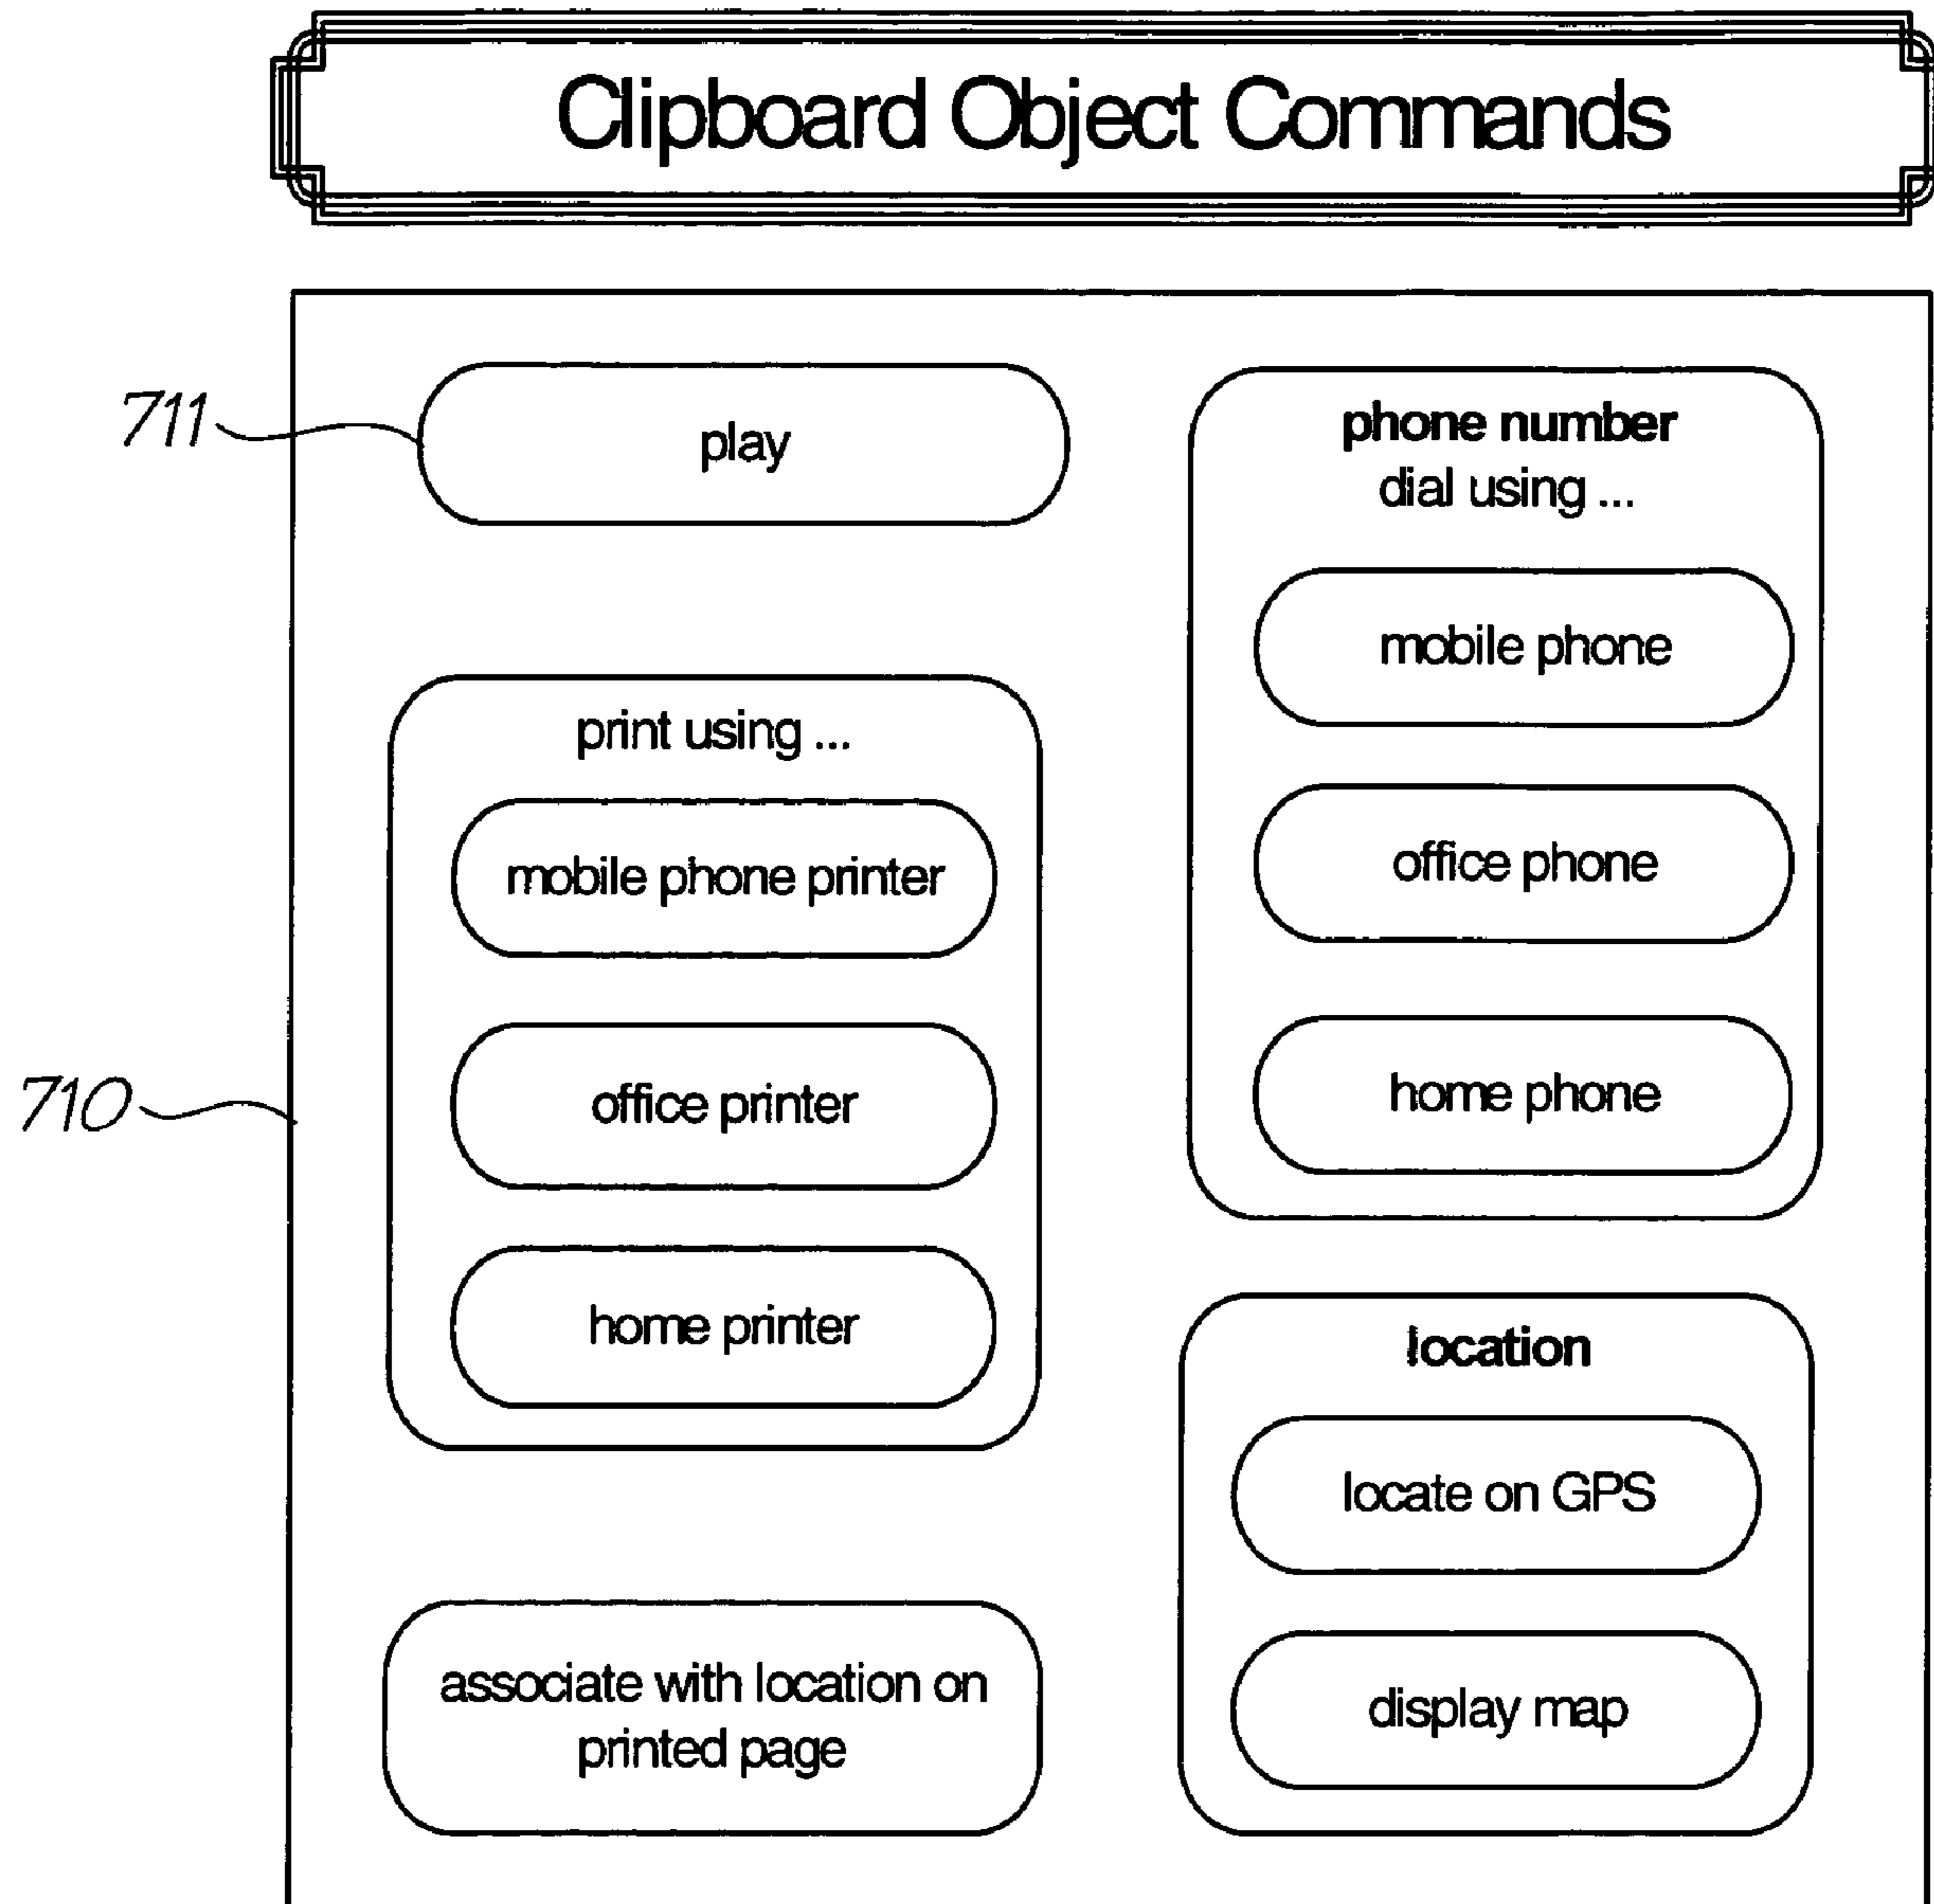 Clipboard Object Commands
711
play
print using ...
mobile phone printer
office printer
home printer
710
associate with location on
printed page
phone number
dial using ...
mobile phone
office phone
home phone
location
locate on GPS
display map